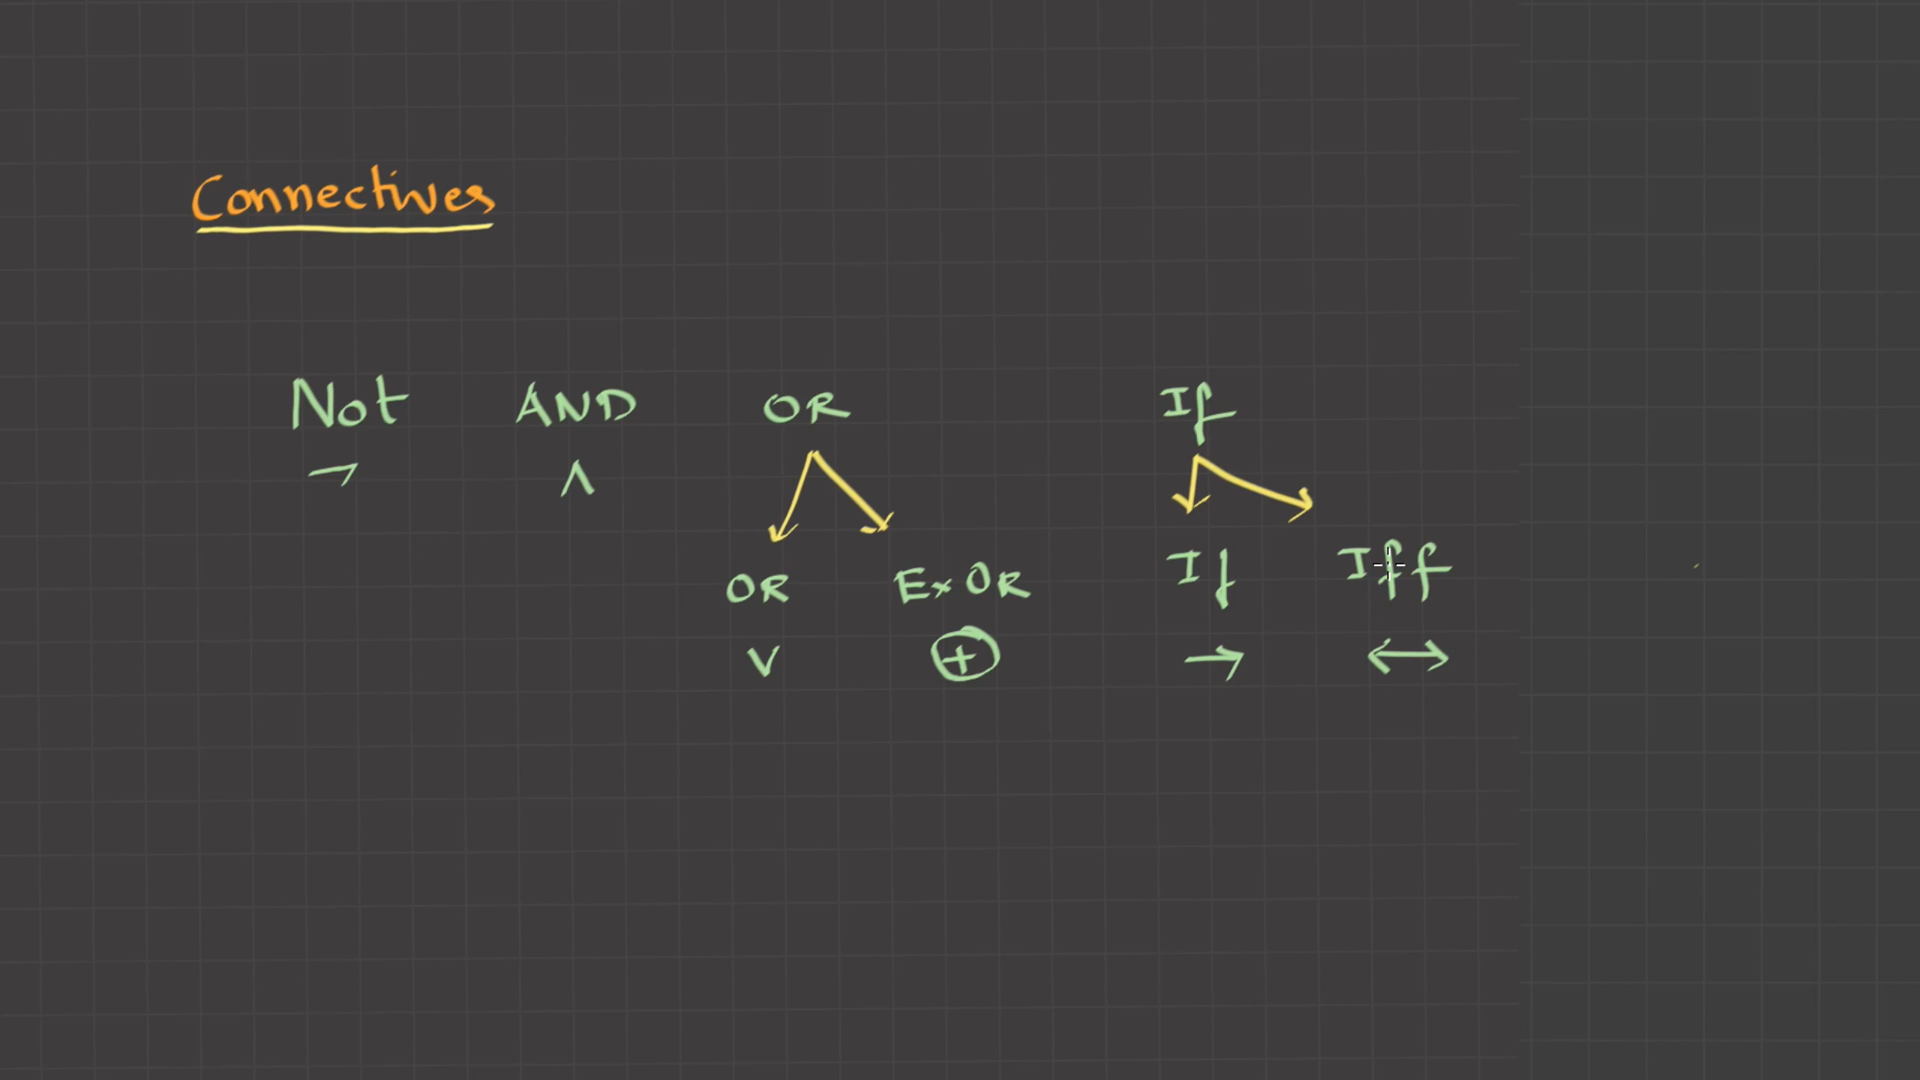 Connectives
Not AND OR If
¬ ∧
OR ExOR If Iff
∨ ⊕ → ↔